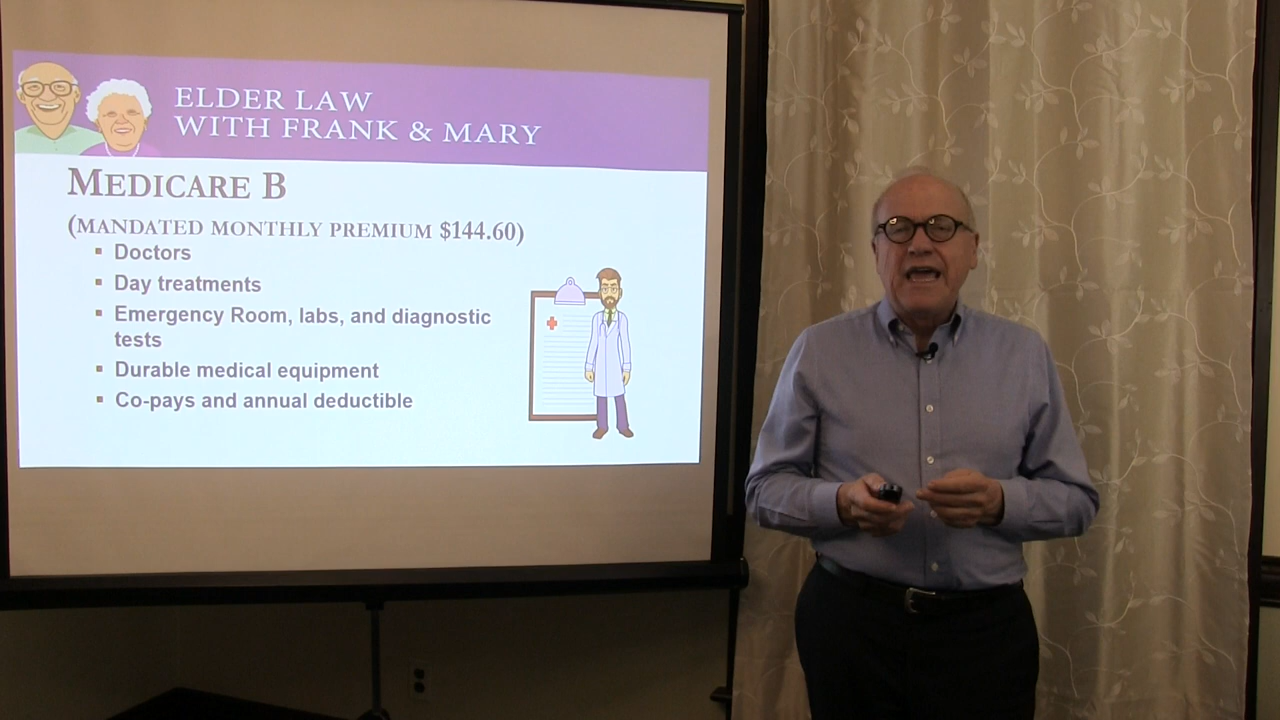 ELDER LAW
WITH FRANK & MARY
MEDICARE B
(MANDATED MONTHLY PREMIUM $144.60)
▪ Doctors
▪ Day treatments
▪ Emergency Room, labs, and diagnostic
tests
▪ Durable medical equipment
▪ Co-pays and annual deductible